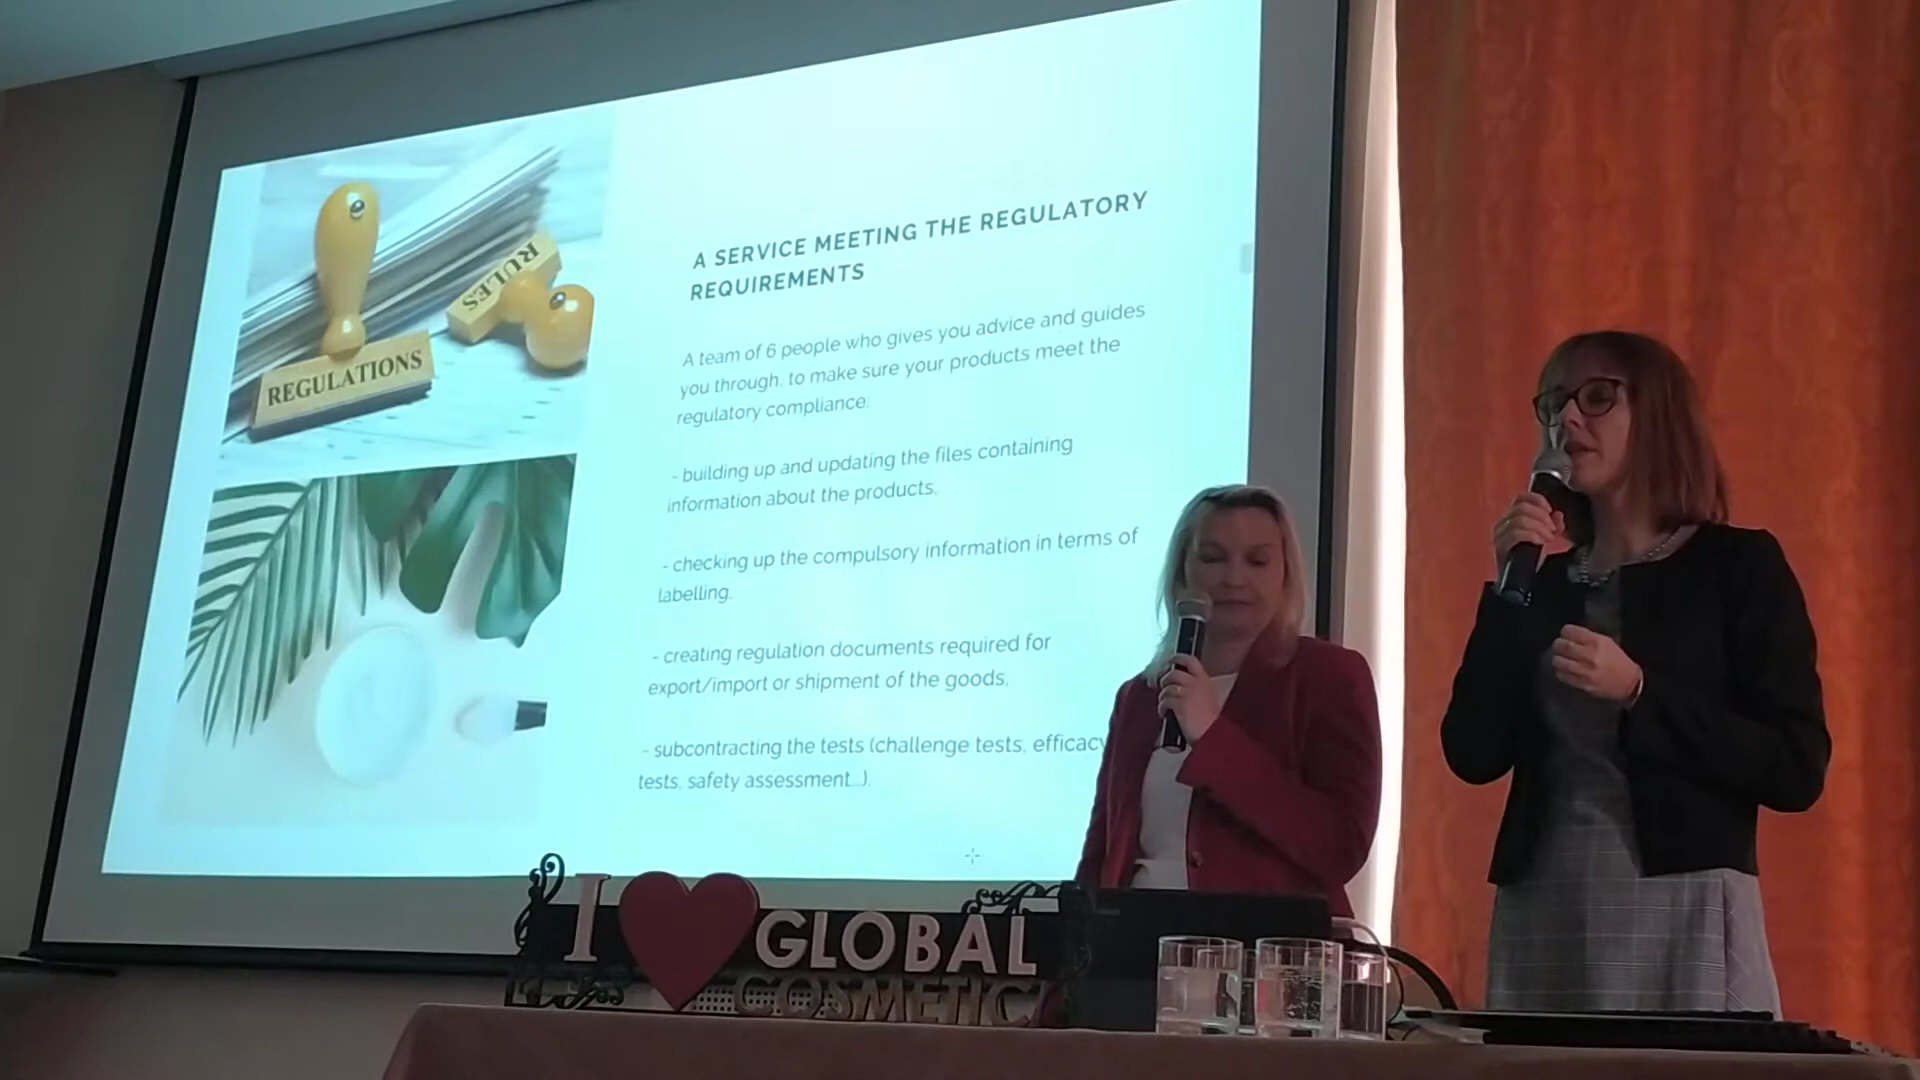 REGULATIONS
RULES
A SERVICE MEETING THE REGULATORY
REQUIREMENTS
A team of 6 people who gives you advice and guides
you through, to make sure your products meet the
regulatory compliance:
- building up and updating the files containing
information about the products,
- checking up the compulsory information in terms of
labelling,
- creating regulation documents required for
export/import or shipment of the goods,
- subcontracting the tests (challenge tests, efficacy
tests, safety assessment...).
I GLOBAL
COSMETIC